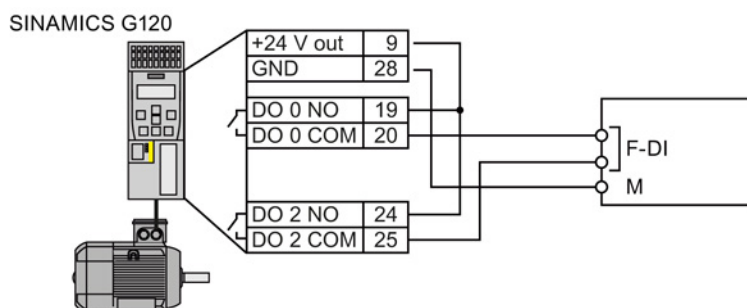 SINAMICS G120
+24 V out 9
GND 28
DO 0 NO 19
DO 0 COM 20
F-DI
M
DO 2 NO 24
DO 2 COM 25